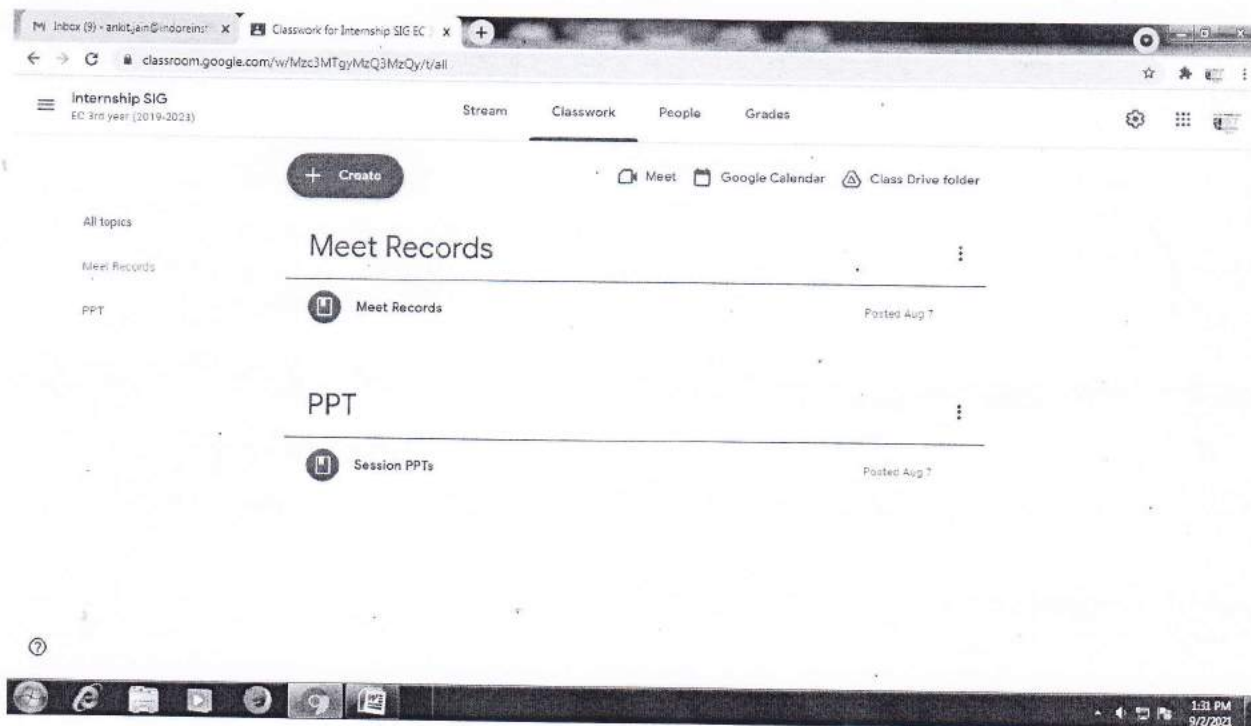 Inbox (9) - ankit.jain@indoreinst
Classwork for Internship SIG EC
classroom.google.com/w/Mzc3MTgyMzQ3MzQy/t/all
Internship SIG
EC 3rd year (2019-2023)
Stream Classwork People Grades
+ Create
Meet Google Calendar Class Drive folder
All topics
Meet Records
PPT
Meet Records
Meet Records Posted Aug 7
PPT
Session PPTs Posted Aug 7
1:31 PM
9/2/2021